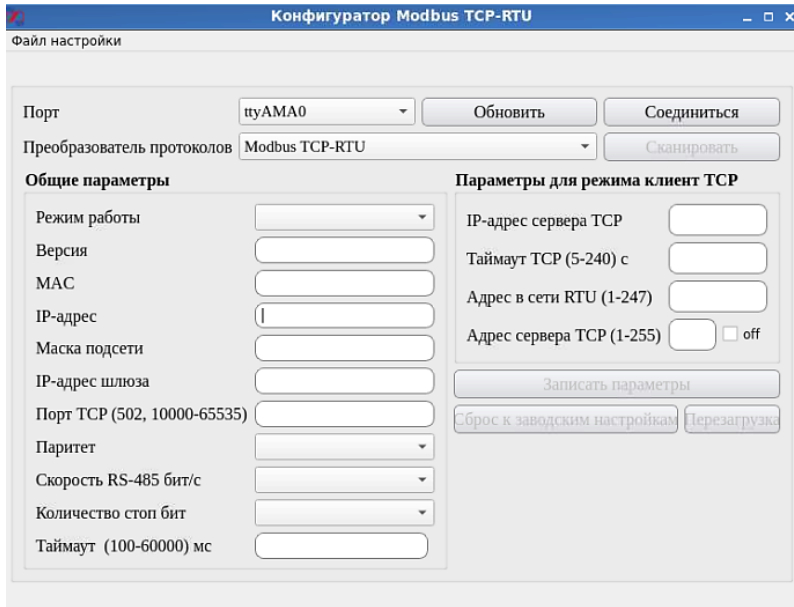 Конфигуратор Modbus TCP-RTU
Файл настройки
Порт ttyAMA0 Обновить Соединиться
Преобразователь протоколов Modbus TCP-RTU Сканировать
Общие параметры
Режим работы
Версия
MAC
IP-адрес
Маска подсети
IP-адрес шлюза
Порт TCP (502, 10000-65535)
Паритет
Скорость RS-485 бит/с
Количество стоп бит
Таймаут (100-60000) мс
Параметры для режима клиент TCP
IP-адрес сервера TCP
Таймаут TCP (5-240) с
Адрес в сети RTU (1-247)
Адрес сервера TCP (1-255) off
Записать параметры
Сброс к заводским настройкам Перезагрузка